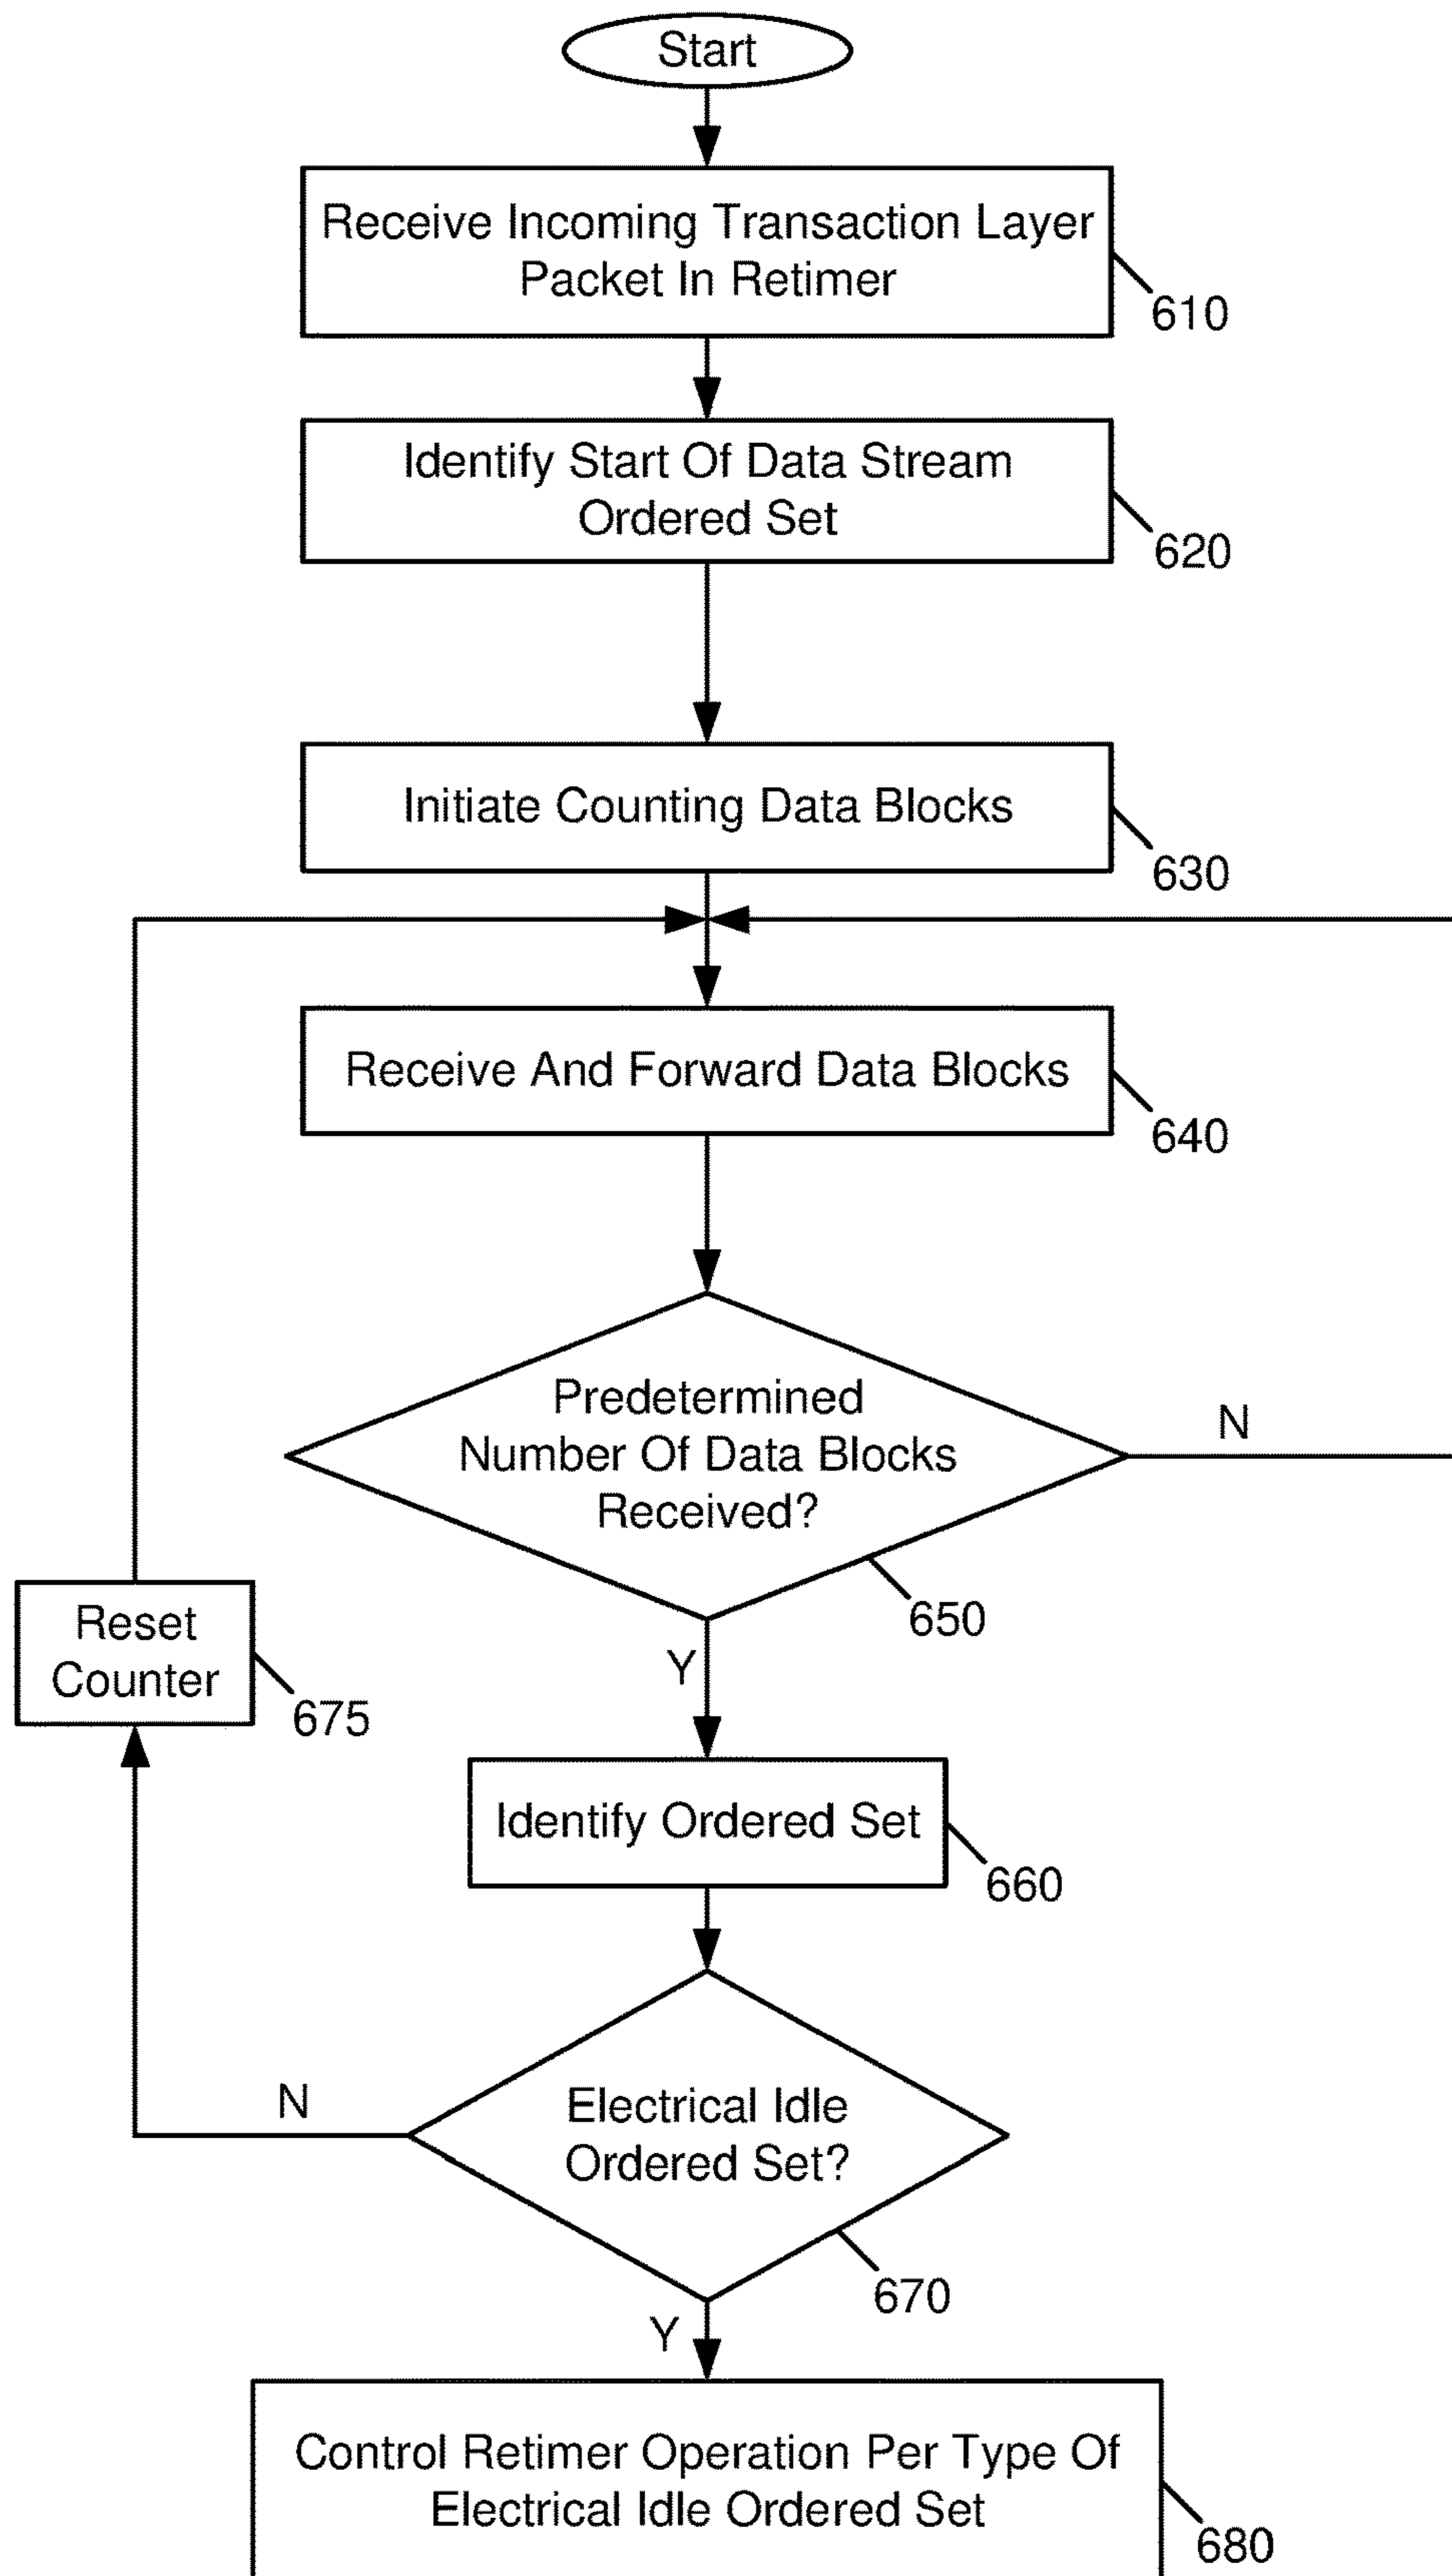 Start
Receive Incoming Transaction Layer
Packet In Retimer
610
Identify Start Of Data Stream
Ordered Set
620
Initiate Counting Data Blocks
630
Receive And Forward Data Blocks
640
Predetermined
Number Of Data Blocks
Received?
N
650
Reset
Counter
675
Y
Identify Ordered Set
660
Electrical Idle
Ordered Set?
N
670
Y
Control Retimer Operation Per Type Of
Electrical Idle Ordered Set
680